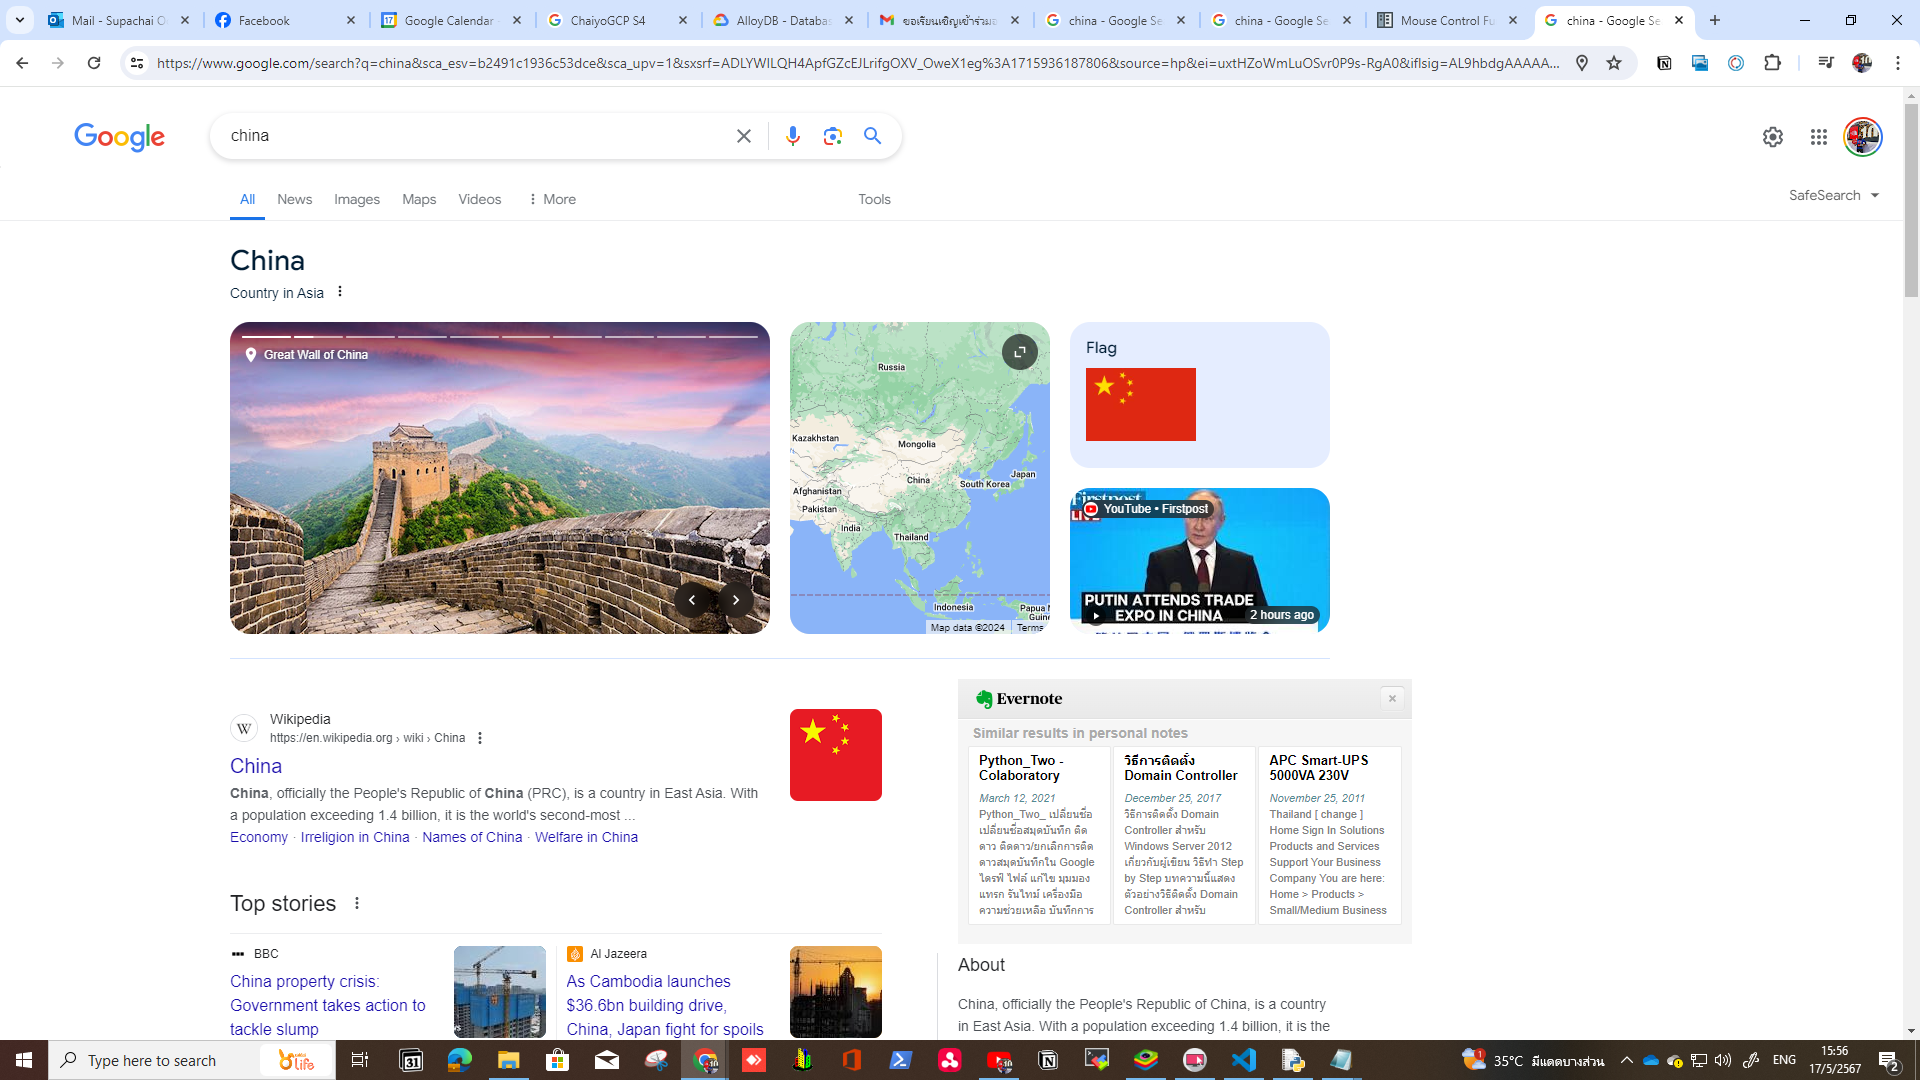 Mail - Supachai O
Facebook
Google Calendar
ChaiyoGCP S4
AlloyDB - Databas
ขอเรียนเชิญเข้าร่วมง
china - Google Se
china - Google Se
Mouse Control Fu
china - Google Se
https://www.google.com/search?q=china&sca_esv=b2491c1936c53dce&sca_upv=1&sxsrf=ADLYWILQH4ApfGZcEJLrifgOXV_OweX1eg%3A1715936187806&source=hp&ei=uxtHZoWmLuOSvr0P9s-RgA0&iflsig=AL9hbdgAAAAA...
Google
china
All
News
Images
Maps
Videos
More
Tools
SafeSearch
China
Country in Asia
Great Wall of China
Russia
Kazakhstan
Mongolia
Japan
China
South Korea
Afghanistan
Pakistan
India
Thailand
Indonesia
Papua
Guine
Map data ©2024
Terms
Flag
Firstpost
LIVE
YouTube • Firstpost
PUTIN ATTENDS TRADE
EXPO IN CHINA
2 hours ago
W
Wikipedia
https://en.wikipedia.org › wiki › China
China
China, officially the People's Republic of China (PRC), is a country in East Asia. With
a population exceeding 1.4 billion, it is the world's second-most ...
Economy · Irreligion in China · Names of China · Welfare in China
Top stories
BBC
China property crisis:
Government takes action to
tackle slump
Al Jazeera
As Cambodia launches
$36.6bn building drive,
China, Japan fight for spoils
Evernote
Similar results in personal notes
Python_Two -
Colaboratory
March 12, 2021
Python_Two_ เปลี่ยนชื่อ
เปลี่ยนชื่อสมุดบันทึก ติด
ดาว ติดดาว/ยกเลิกการติด
ดาวสมุดบันทึกใน Google
ไดรฟ์ ไฟล์ แก้ไข มุมมอง
แทรก รันไทม์ เครื่องมือ
ความช่วยเหลือ บันทึกการ
วิธีการติดตั้ง
Domain Controller
December 25, 2017
วิธีการติดตั้ง Domain
Controller สำหรับ
Windows Server 2012
เกี่ยวกับผู้เขียน วิธีทำ Step
by Step บทความนี้แสดง
ตัวอย่างวิธีติดตั้ง Domain
Controller สำหรับ
APC Smart-UPS
5000VA 230V
November 25, 2011
Thailand [ change ]
Home Sign In Solutions
Products and Services
Support Your Business
Company You are here:
Home > Products >
Small/Medium Business
About
China, officially the People's Republic of China, is a country
in East Asia. With a population exceeding 1.4 billion, it is the
Type here to search
life
35°C มีแดดบางส่วน
ENG
15:56
17/5/2567
2